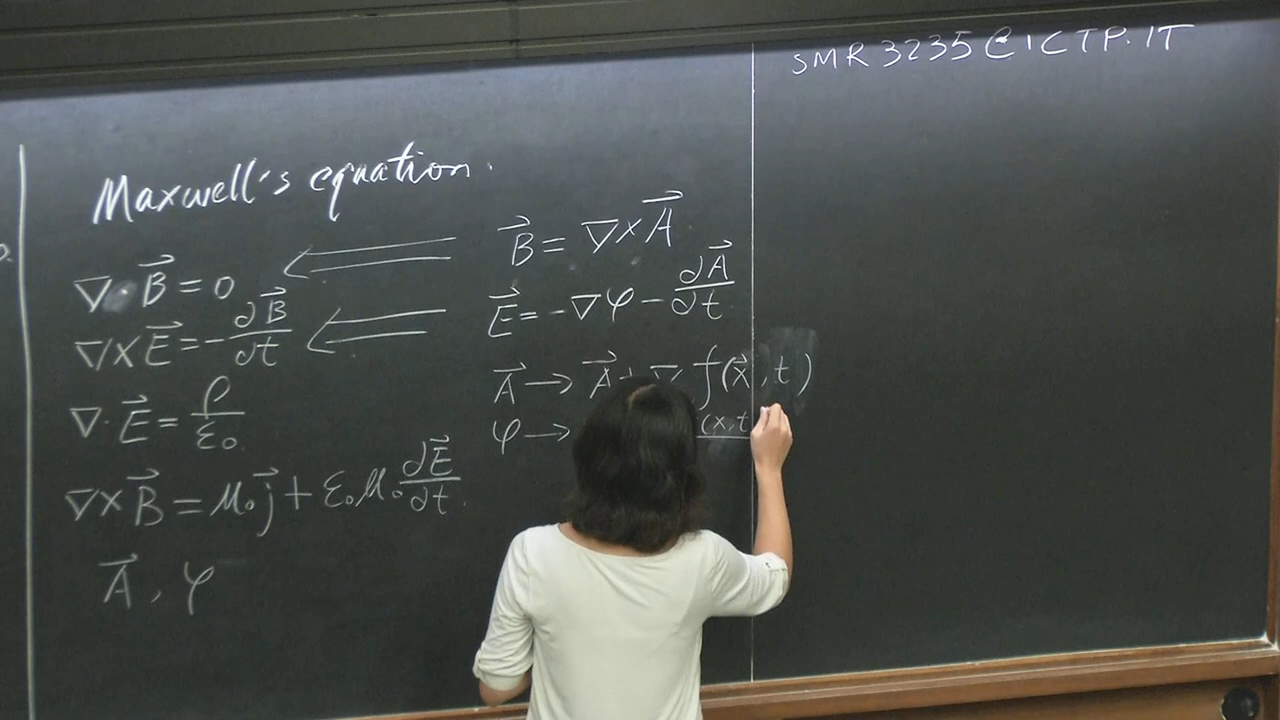 SMR 3235@ICTP.IT
Maxwell's equation.
∇·B⃗ = 0
∇×E⃗ = -∂B⃗/∂t
∇·E⃗ = ρ/ε₀
∇×B⃗ = μ₀j⃗ + ε₀μ₀ ∂E⃗/∂t.
A⃗, φ
B⃗ = ∇×A⃗
E⃗ = -∇φ - ∂A⃗/∂t.
A⃗ → A⃗ + ∇ f(x⃗,t)
φ → (x,t